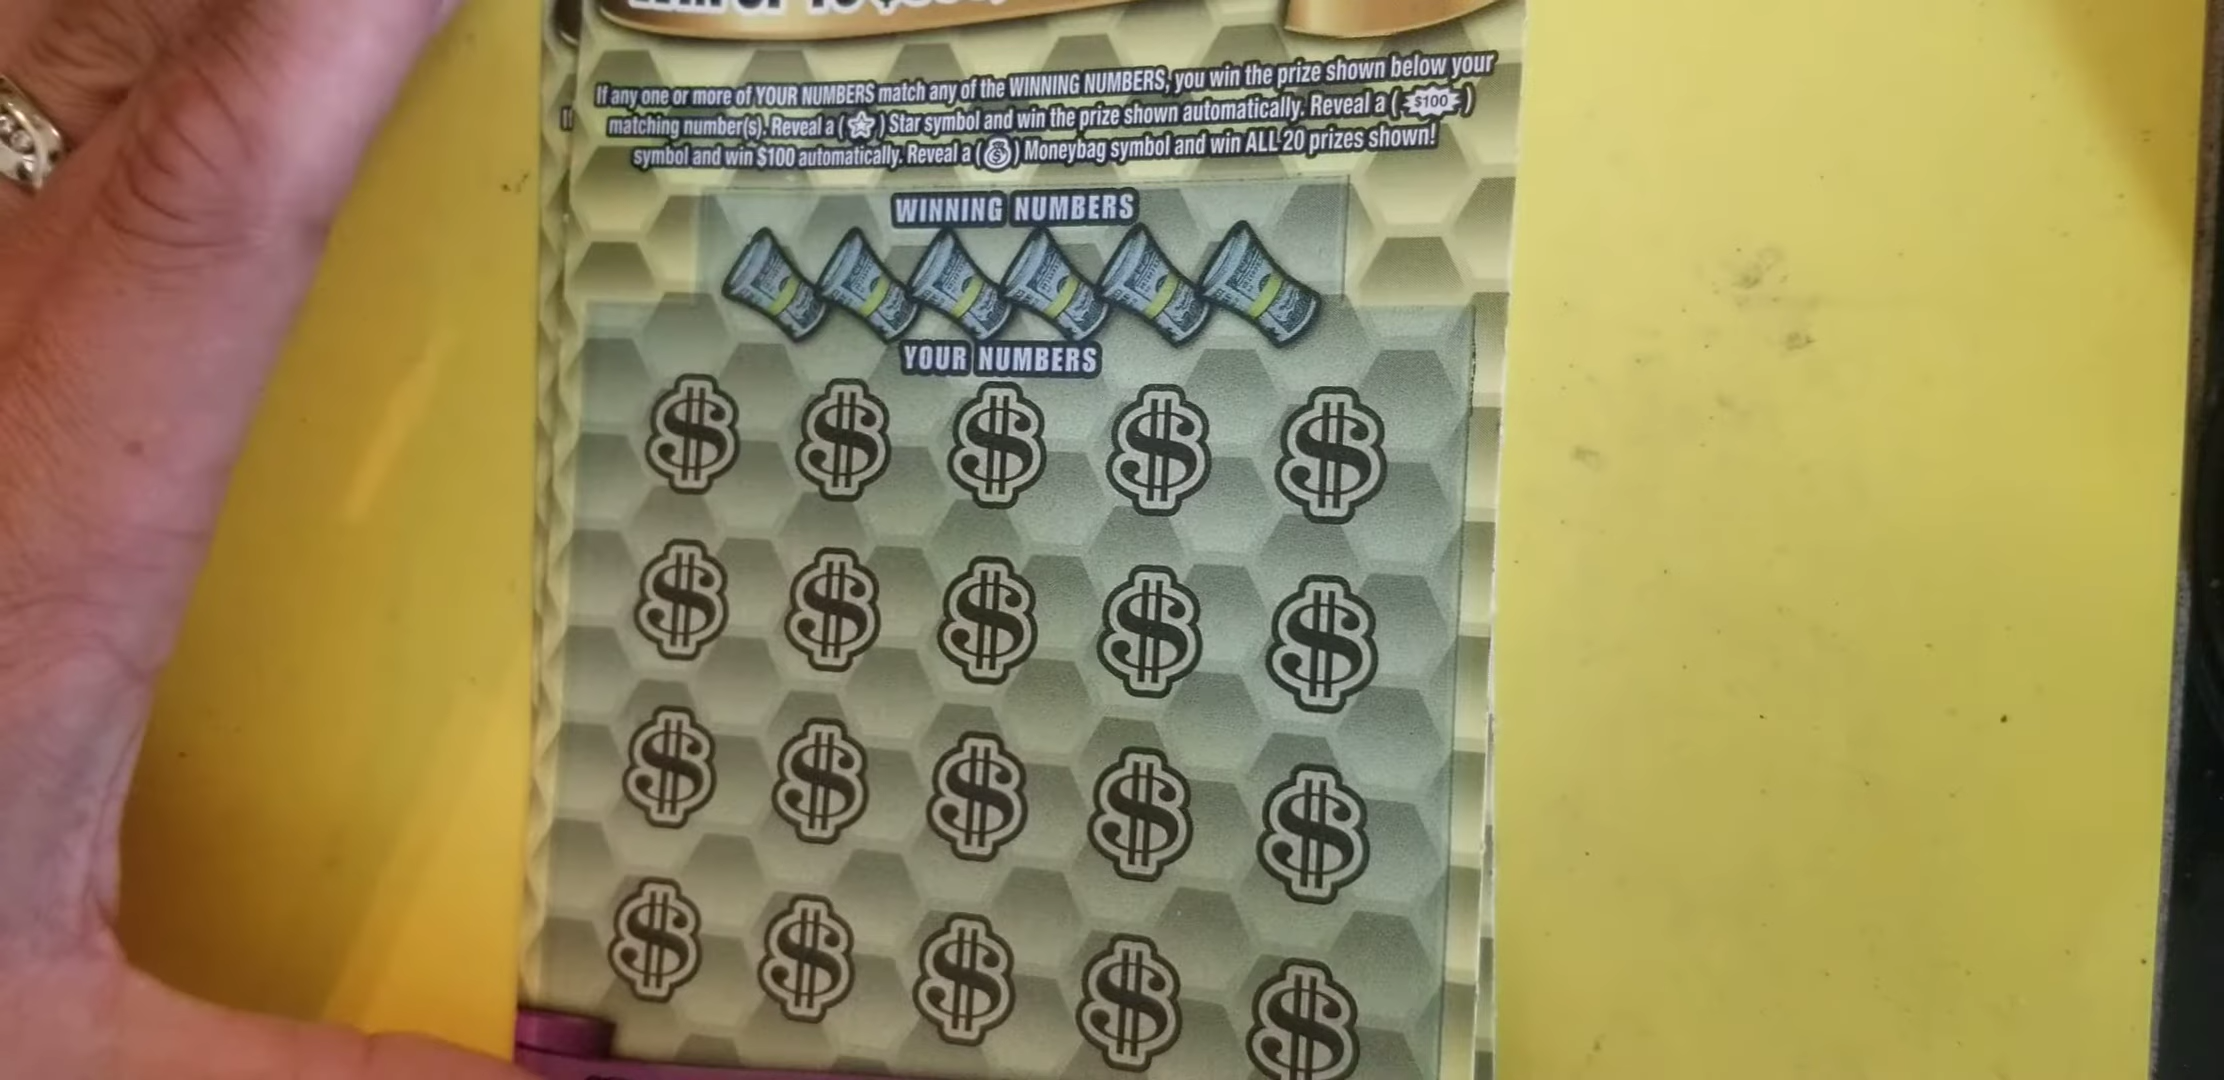 If any one or more of YOUR NUMBERS match any of the WINNING NUMBERS, you win the prize shown below your
matching number(s). Reveal a ( ) Star symbol and win the prize shown automatically. Reveal a ( $100 )
symbol and win $100 automatically. Reveal a ( $ ) Moneybag symbol and win ALL 20 prizes shown!
WINNING NUMBERS
YOUR NUMBERS
$ $ $ $ $
$ $ $ $ $
$ $ $ $ $
$ $ $ $ $